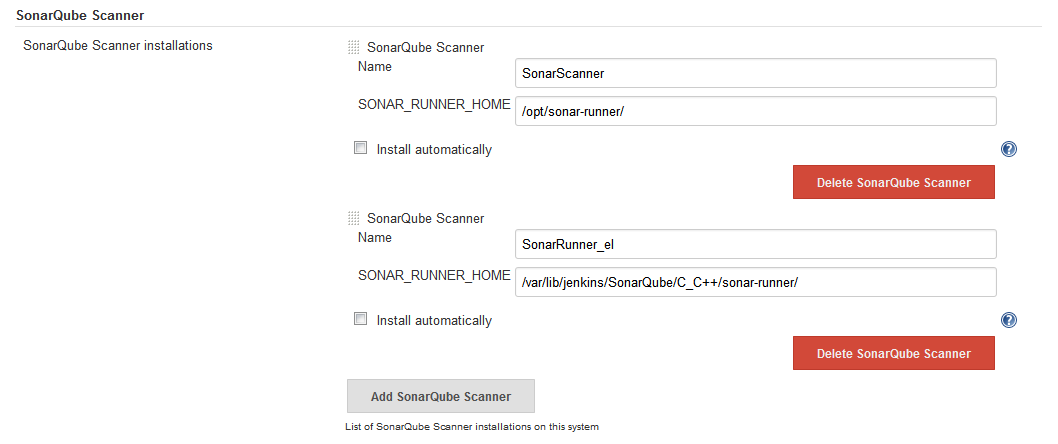 SonarQube Scanner
SonarQube Scanner installations
SonarQube Scanner
Name
SonarScanner
SONAR_RUNNER_HOME
/opt/sonar-runner/
Install automatically
?
Delete SonarQube Scanner
SonarQube Scanner
Name
SonarRunner_el
SONAR_RUNNER_HOME
/var/lib/jenkins/SonarQube/C_C++/sonar-runner/
Install automatically
?
Delete SonarQube Scanner
Add SonarQube Scanner
List of SonarQube Scanner installations on this system